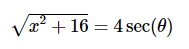 √(x² + 16) = 4 sec(θ)